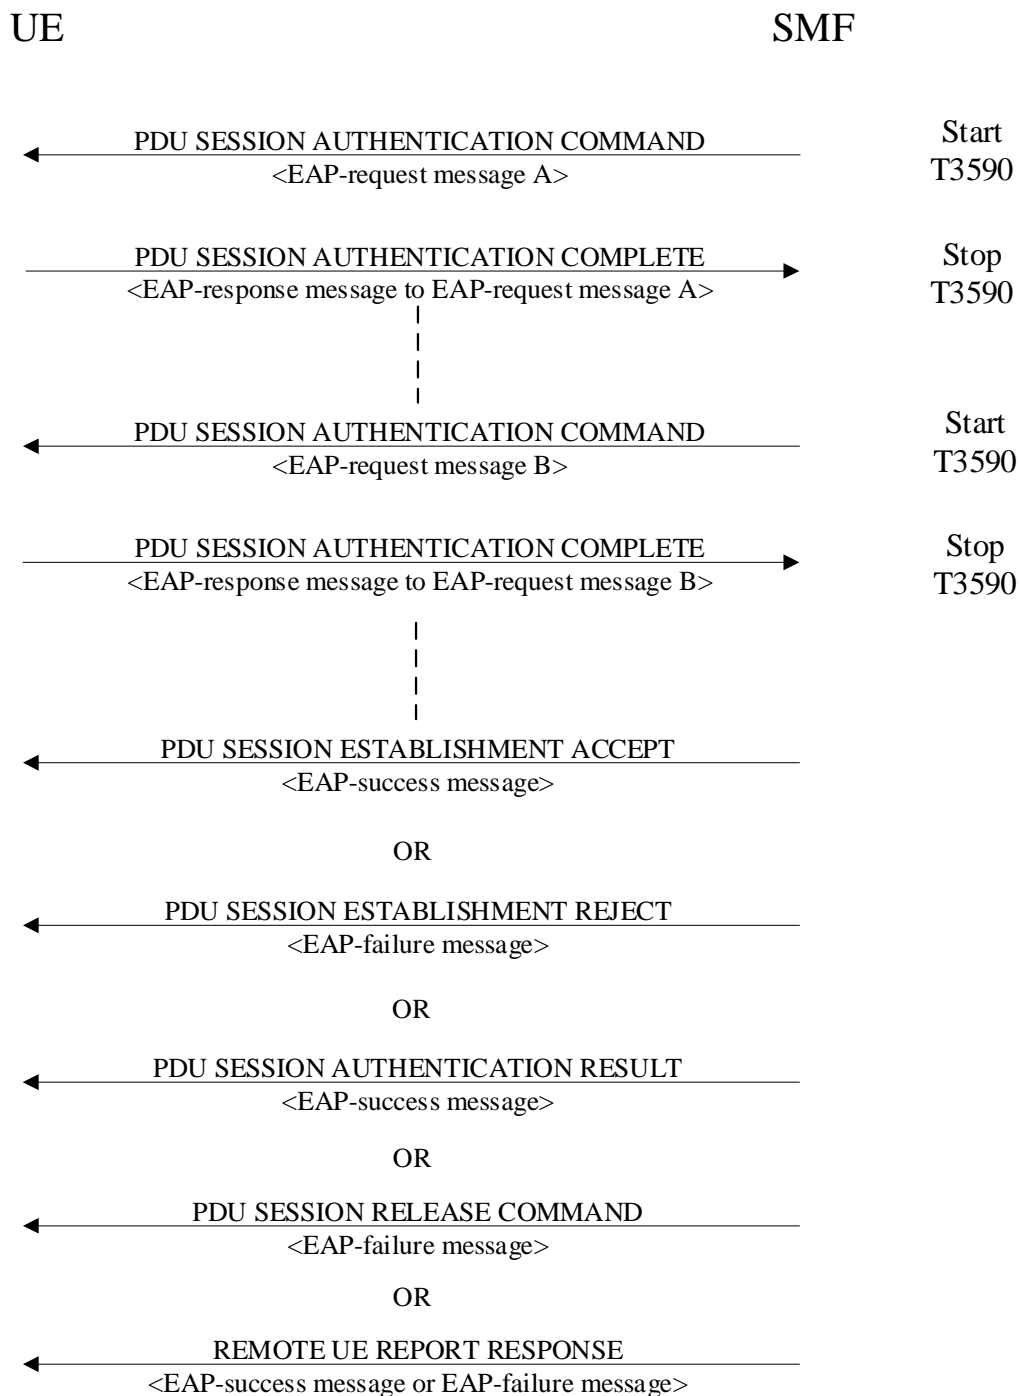 UE
SMF
PDU SESSION AUTHENTICATION COMMAND
<EAP-request message A>
Start
T3590
PDU SESSION AUTHENTICATION COMPLETE
<EAP-response message to EAP-request message A>
Stop
T3590
PDU SESSION AUTHENTICATION COMMAND
<EAP-request message B>
Start
T3590
PDU SESSION AUTHENTICATION COMPLETE
<EAP-response message to EAP-request message B>
Stop
T3590
PDU SESSION ESTABLISHMENT ACCEPT
<EAP-success message>
OR
PDU SESSION ESTABLISHMENT REJECT
<EAP-failure message>
OR
PDU SESSION AUTHENTICATION RESULT
<EAP-success message>
OR
PDU SESSION RELEASE COMMAND
<EAP-failure message>
OR
REMOTE UE REPORT RESPONSE
<EAP-success message or EAP-failure message>